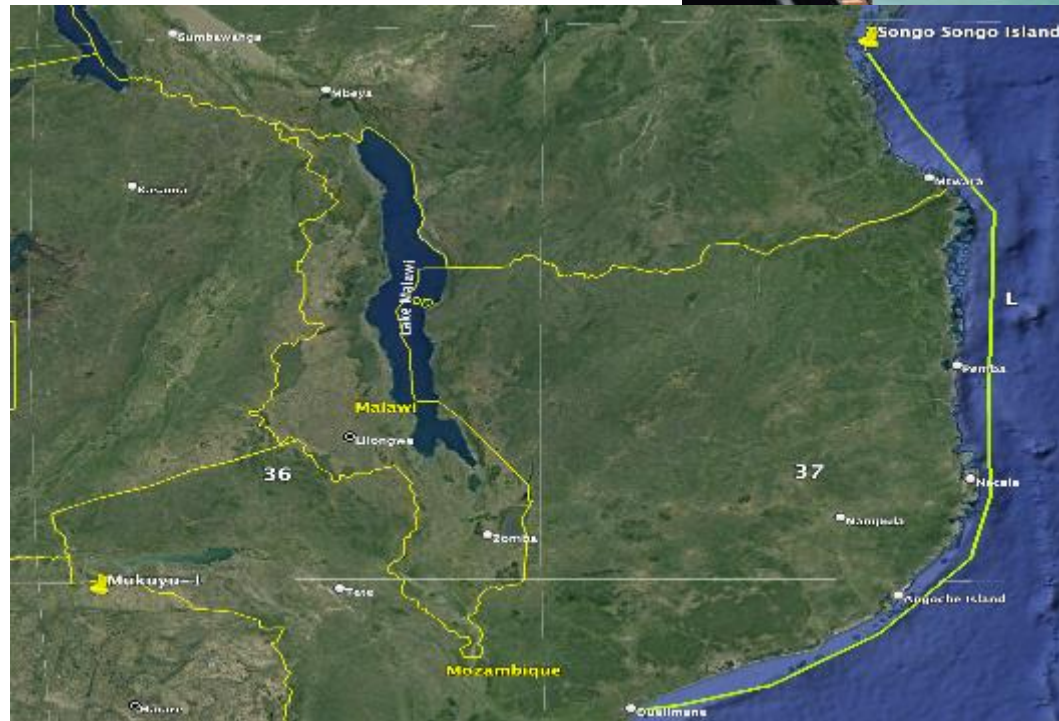 Songo Songo Island
Sumbawanga
Mbeya
Mtwara
Kasama
Lake Malawi
L
Pemba
Malawi
Lilongwe
36
37
Nacala
Nampula
Zomba
Mukuyu-1
Tete
Angoche Island
Mozambique
Harare
Quelimane